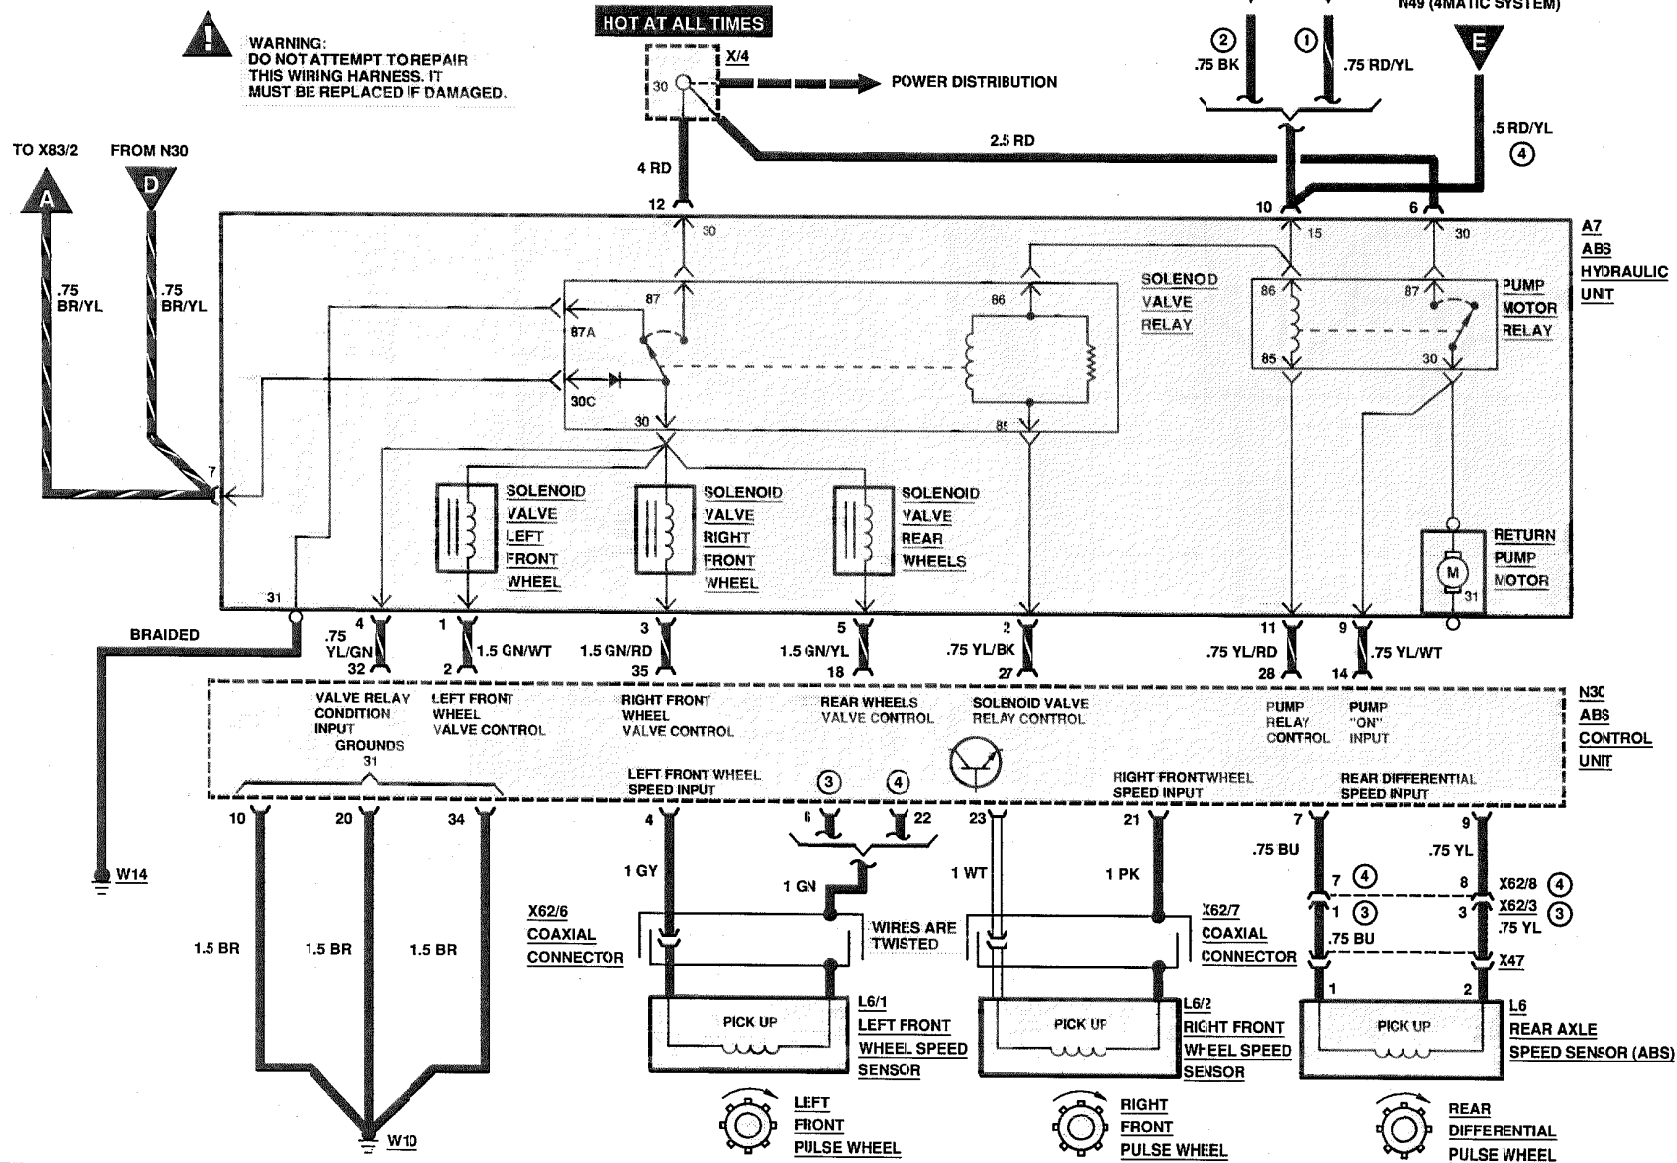 N49 (4MATIC SYSTEM)
HOT AT ALL TIMES
!
WARNING:
DO NOT ATTEMPT TO REPAIR
THIS WIRING HARNESS. IT
MUST BE REPLACED IF DAMAGED.
X/4
30
POWER DISTRIBUTION
2
.75 BK
1
.75 RD/YL
E
.5 RD/YL
4
TO X83/2
FROM N30
A
D
4 RD
2.5 RD
12
10
6
30
15
30
A7
ABS
HYDRAULIC
UNIT
.75
BR/YL
.75
BR/YL
87
86
87A
30C
30
SOLENOD
VALVE
RELAY
86
87
85
30
PUMP
MOTOR
RELAY
7
SOLENOID
VALVE
LEFT
FRONT
WHEEL
SOLENOID
VALVE
RIGHT
FRONT
WHEEL
SOLENOID
VALVE
REAR
WHEELS
RETURN
PUMP
MOTOR
M
31
31
BRAIDED
4
1
3
5
2
11
9
.75
YL/GN
1.5 GN/WT
1.5 GN/RD
1.5 GN/YL
.75 YL/BK
.75 YL/RD
.75 YL/WT
32
2
35
18
27
28
14
VALVE RELAY
CONDITION
INPUT
LEFT FRONT
WHEEL
VALVE CONTROL
RIGHT FRONT
WHEEL
VALVE CONTROL
REAR WHEELS
VALVE CONTROL
SOLENOID VALVE
RELAY CONTROL
PUMP
RELAY
CONTROL
PUMP
"ON"
INPUT
ABS
CONTROL
UNIT
GROUNDS
31
LEFT FRONT WHEEL
SPEED INPUT
3
4
RIGHT FRONT WHEEL
SPEED INPUT
REAR DIFFERENTIAL
SPEED INPUT
10
20
34
4
6
22
23
21
7
9
W14
1 GY
1 GN
1 WT
1 PK
.75 BU
.75 YL
7
4
8
X62/8
4
1
3
3
X62/3
3
.75 BU
.75 YL
X62/6
COAXIAL
CONNECTOR
WIRES ARE
TWISTED
X62/7
COAXIAL
CONNECTOR
X47
1.5 BR
1.5 BR
1.5 BR
1
2
PICK UP
L6/1
LEFT FRONT
WHEEL SPEED
SENSOR
PICK UP
L6/2
RIGHT FRONT
WHEEL SPEED
SENSOR
PICK UP
L6
REAR AXLE
SPEED SENSOR (ABS)
W10
LEFT
FRONT
PULSE WHEEL
RIGHT
FRONT
PULSE WHEEL
REAR
DIFFERENTIAL
PULSE WHEEL